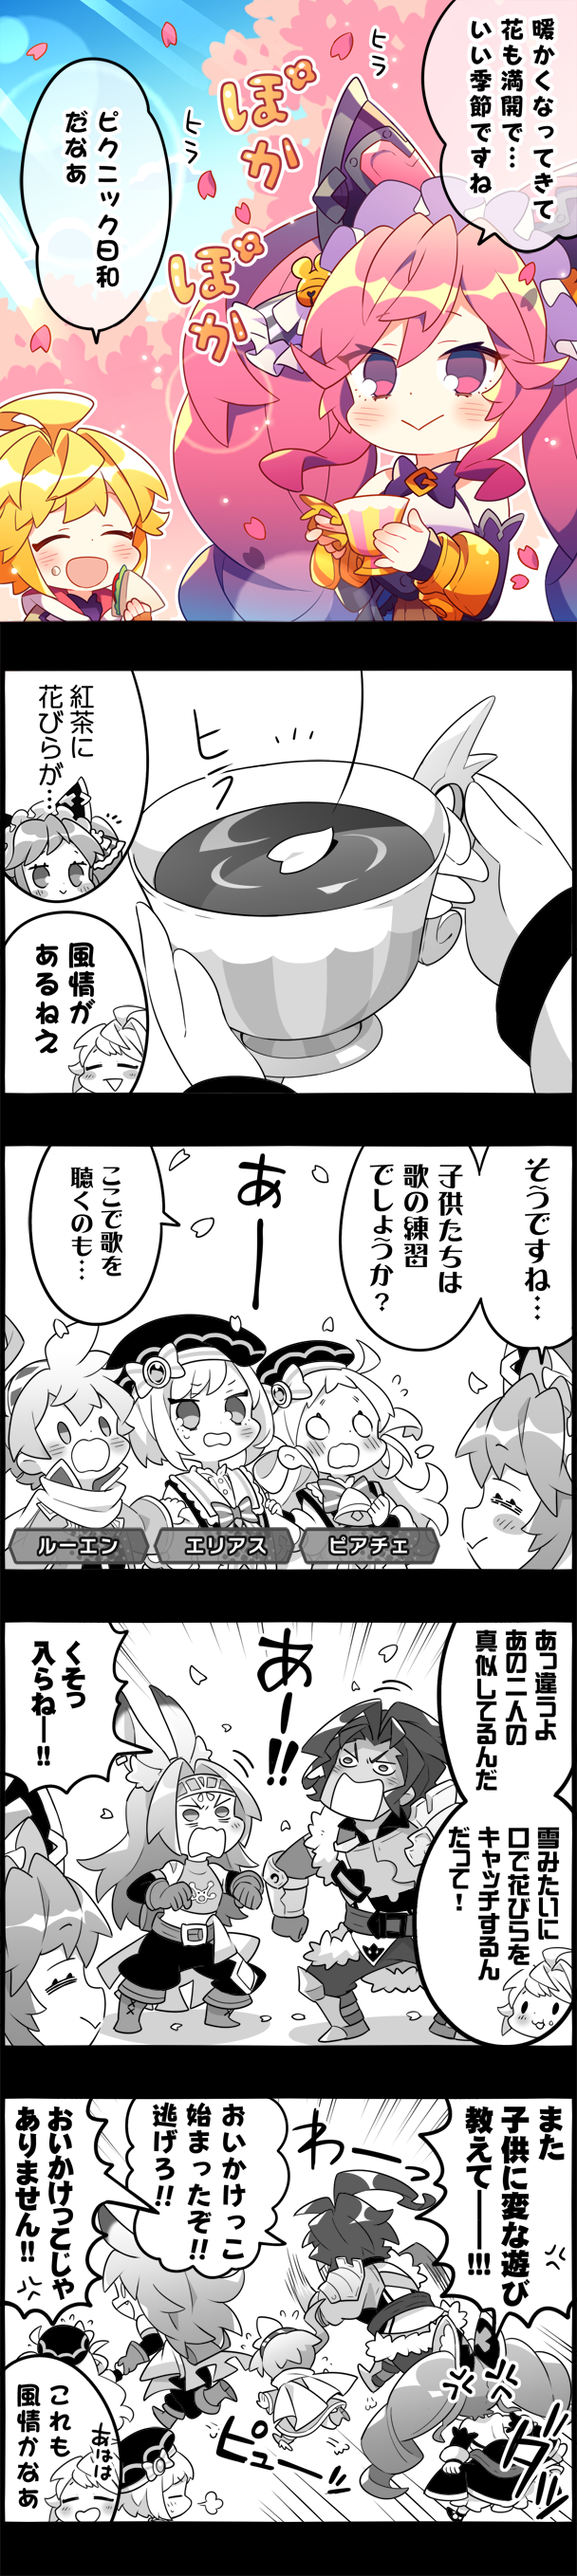 暖かくなってきて
花も満開で…
いい季節ですね
ヒラ
ヒラ
ぽか
ぽか
ピクニック日和
だなあ
ヒラ
紅茶に
花びらが…
風情が
あるねえ
そうですね…
子供たちは
歌の練習
でしょうか？
あーー
ここで歌を
聴くのも…
ルーエン
エリアス
ピアチェ
あっ違うよ
あの二人の
真似してるんだ
雪みたいに
口で花びらを
キャッチするん
だって！
あー!!
くそっ
入らねー!!
また
子供に変な遊び
教えてーー!!!
わーっ
おいかけっこ
始まったぞ!!
逃げろ!!
おいかけっこじゃ
ありません!!
ダダダ
ピュー
あはは
これも
風情かなぁ